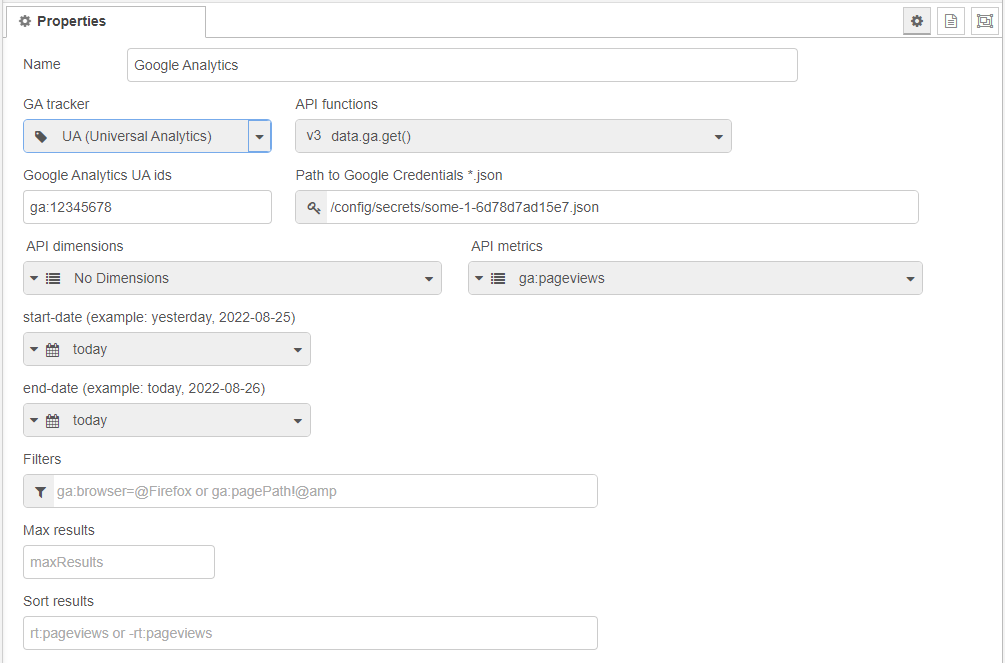 Properties
Name
Google Analytics
GA tracker
API functions
UA (Universal Analytics)
v3 data.ga.get()
Google Analytics UA ids
Path to Google Credentials *.json
ga:12345678
/config/secrets/some-1-6d78d7ad15e7.json
API dimensions
API metrics
No Dimensions
ga:pageviews
start-date (example: yesterday, 2022-08-25)
today
end-date (example: today, 2022-08-26)
today
Filters
ga:browser=@Firefox or ga:pagePath!@amp
Max results
maxResults
Sort results
rt:pageviews or -rt:pageviews